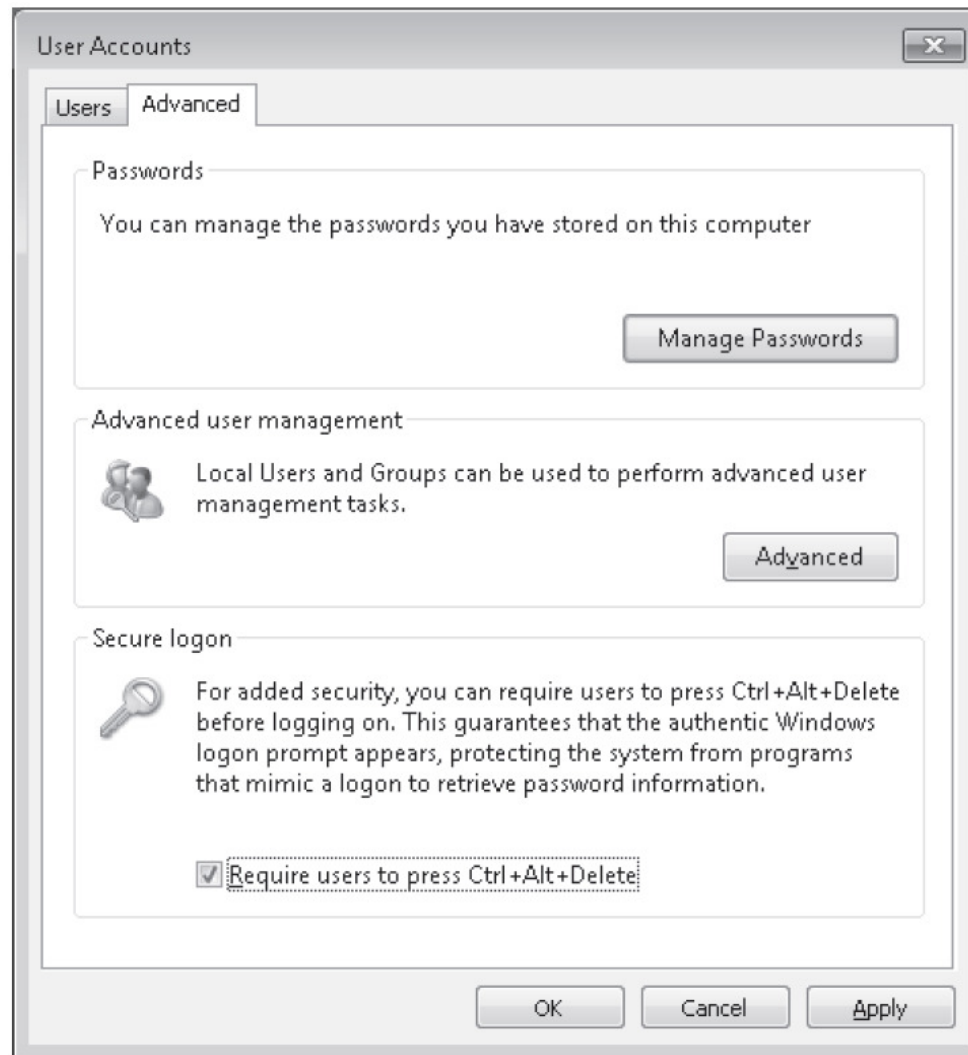 User Accounts
Users
Advanced
Passwords
You can manage the passwords you have stored on this computer
Manage Passwords
Advanced user management
Local Users and Groups can be used to perform advanced user
management tasks.
Advanced
Secure logon
For added security, you can require users to press Ctrl+Alt+Delete
before logging on. This guarantees that the authentic Windows
logon prompt appears, protecting the system from programs
that mimic a logon to retrieve password information.
Require users to press Ctrl+Alt+Delete
OK
Cancel
Apply